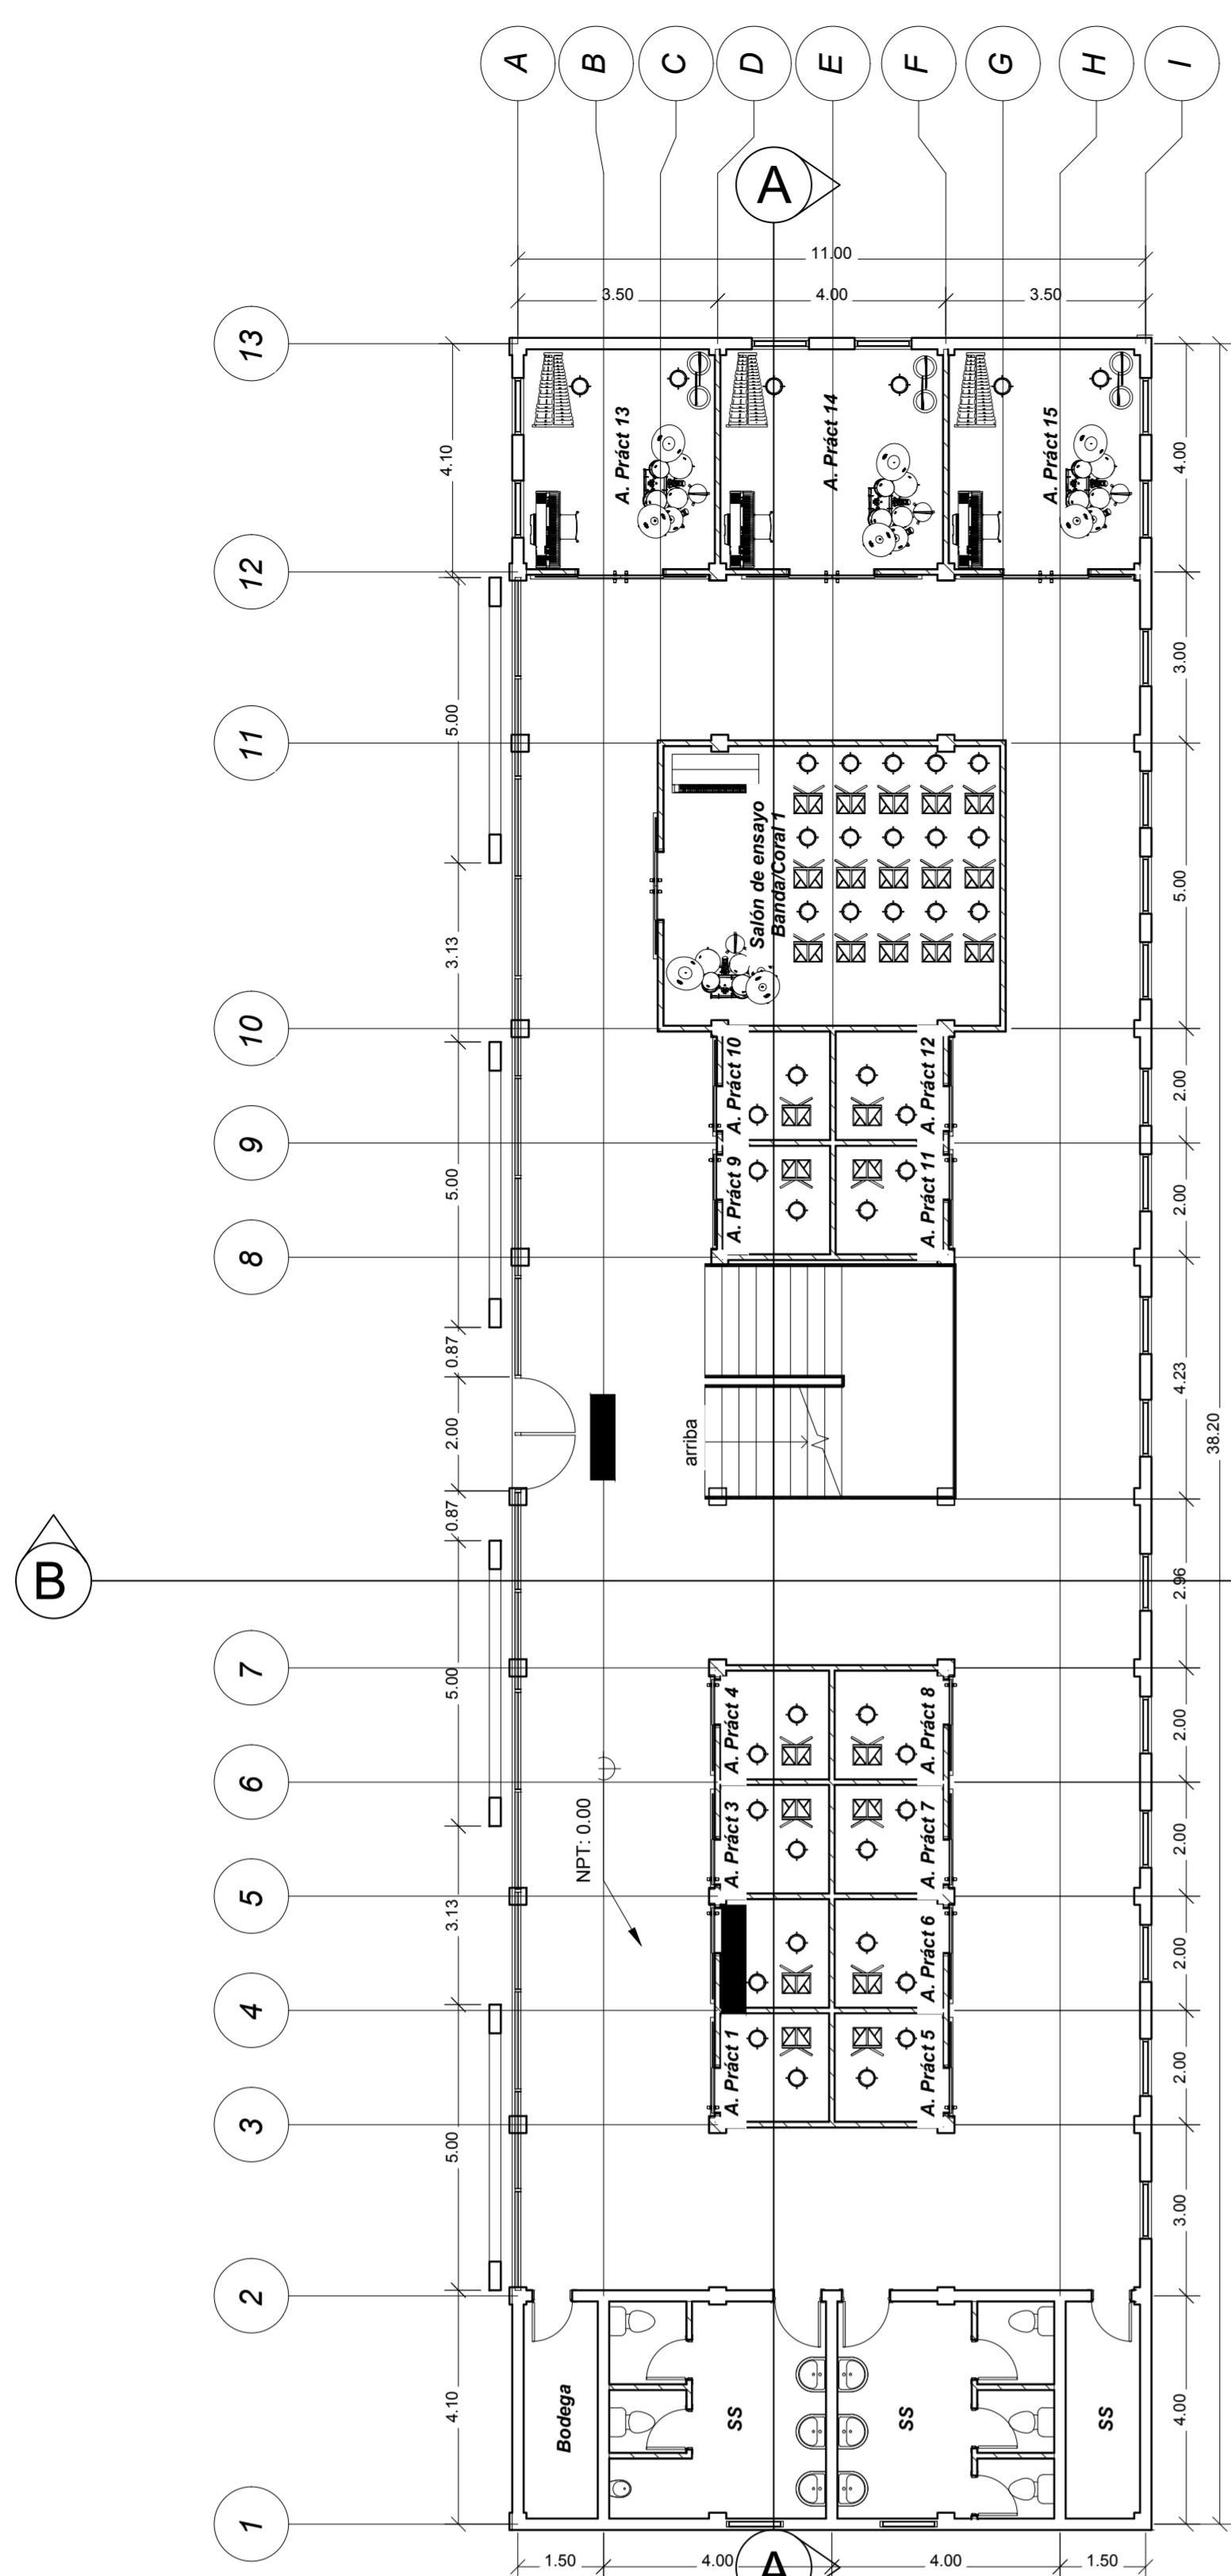 A
B
C
D
E
F
G
H
I
A
11.00
3.50
4.00
3.50
13
12
11
10
9
8
7
6
5
4
3
2
1
4.10
5.00
3.13
5.00
0.87
2.00
0.87
5.00
3.13
5.00
4.10
4.00
3.00
5.00
2.00
2.00
4.23
2.96
2.00
2.00
2.00
2.00
3.00
4.00
38.20
A. Práct 13
A. Práct 14
A. Práct 15
Salón de ensayo
Banda/Coral 1
A. Práct 10
A. Práct 12
A. Práct 9
A. Práct 11
arriba
B
A. Práct 4
A. Práct 8
NPT: 0.00
A. Práct 3
A. Práct 7
A. Práct 6
A. Práct 1
A. Práct 5
Bodega
SS
SS
SS
1.50
4.00
A
4.00
1.50